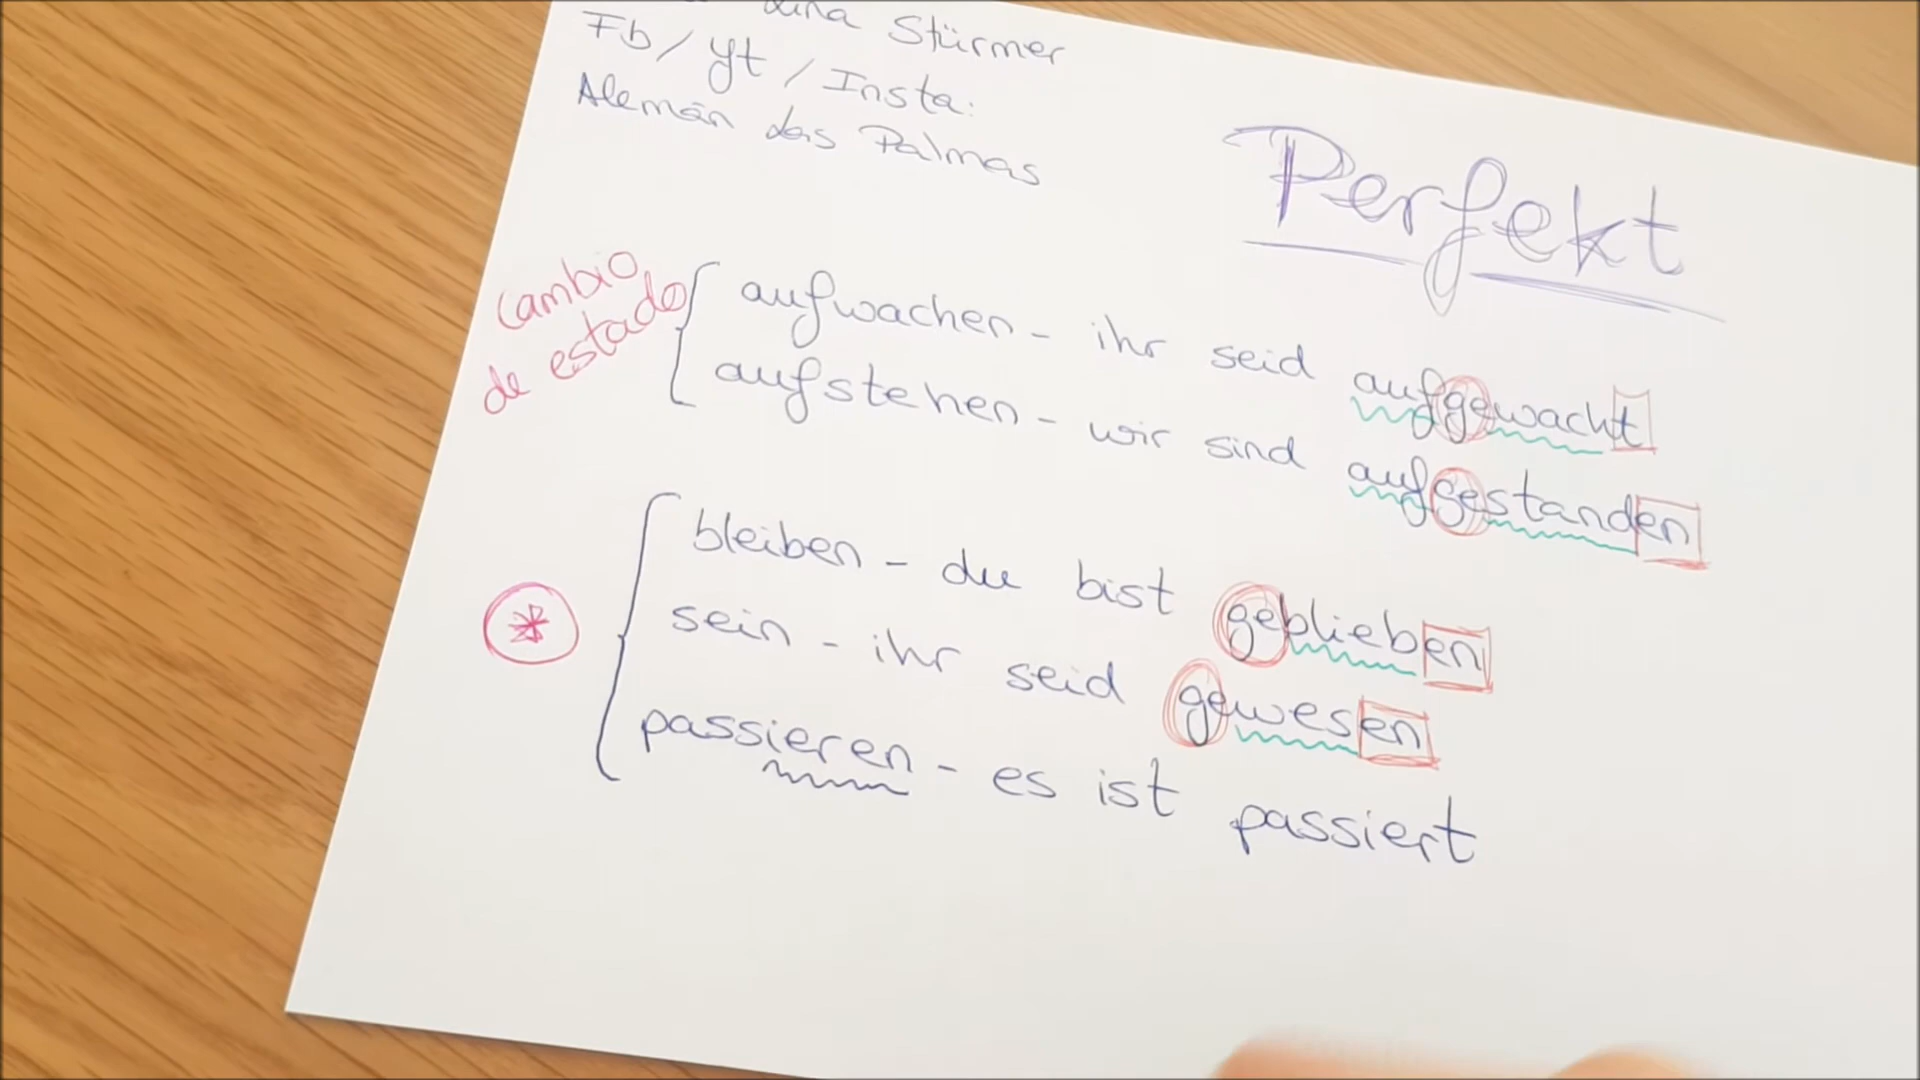 Stürmer
Fb / yt / Insta:
Alemán las Palmas
Perfekt
cambio
de estado
aufwachen - ihr seid aufgewacht
aufstehen - wir sind aufgestanden
*
bleiben - du bist geblieben
sein - ihr seid gewesen
passieren - es ist passiert